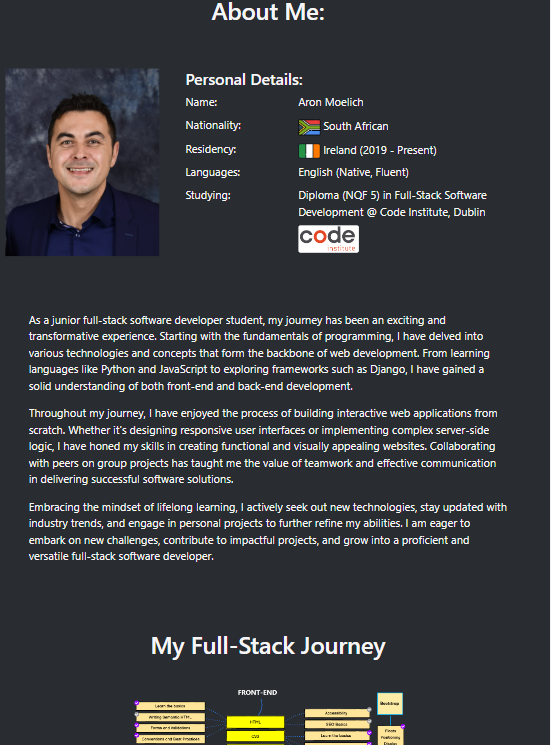 About Me:
Personal Details:
Name: Aron Moelich
Nationality: South African
Residency: Ireland (2019 - Present)
Languages: English (Native, Fluent)
Studying: Diploma (NQF 5) in Full-Stack Software
Development @ Code Institute, Dublin
code
institute
As a junior full-stack software developer student, my journey has been an exciting and
transformative experience. Starting with the fundamentals of programming, I have delved into
various technologies and concepts that form the backbone of web development. From learning
languages like Python and JavaScript to exploring frameworks such as Django, I have gained a
solid understanding of both front-end and back-end development.
Throughout my journey, I have enjoyed the process of building interactive web applications from
scratch. Whether it's designing responsive user interfaces or implementing complex server-side
logic, I have honed my skills in creating functional and visually appealing websites. Collaborating
with peers on group projects has taught me the value of teamwork and effective communication
in delivering successful software solutions.
Embracing the mindset of lifelong learning, I actively seek out new technologies, stay updated with
industry trends, and engage in personal projects to further refine my abilities. I am eager to
embark on new challenges, contribute to impactful projects, and grow into a proficient and
versatile full-stack software developer.
My Full-Stack Journey
FRONT-END
Learn the basics
Writing Semantic HTML
Forms and Validations
Conventions and Best Practices
HTML
CSS
Accessibility
SEO Basics
Learn the basics
Bootstrap
Floats
Positioning
Display